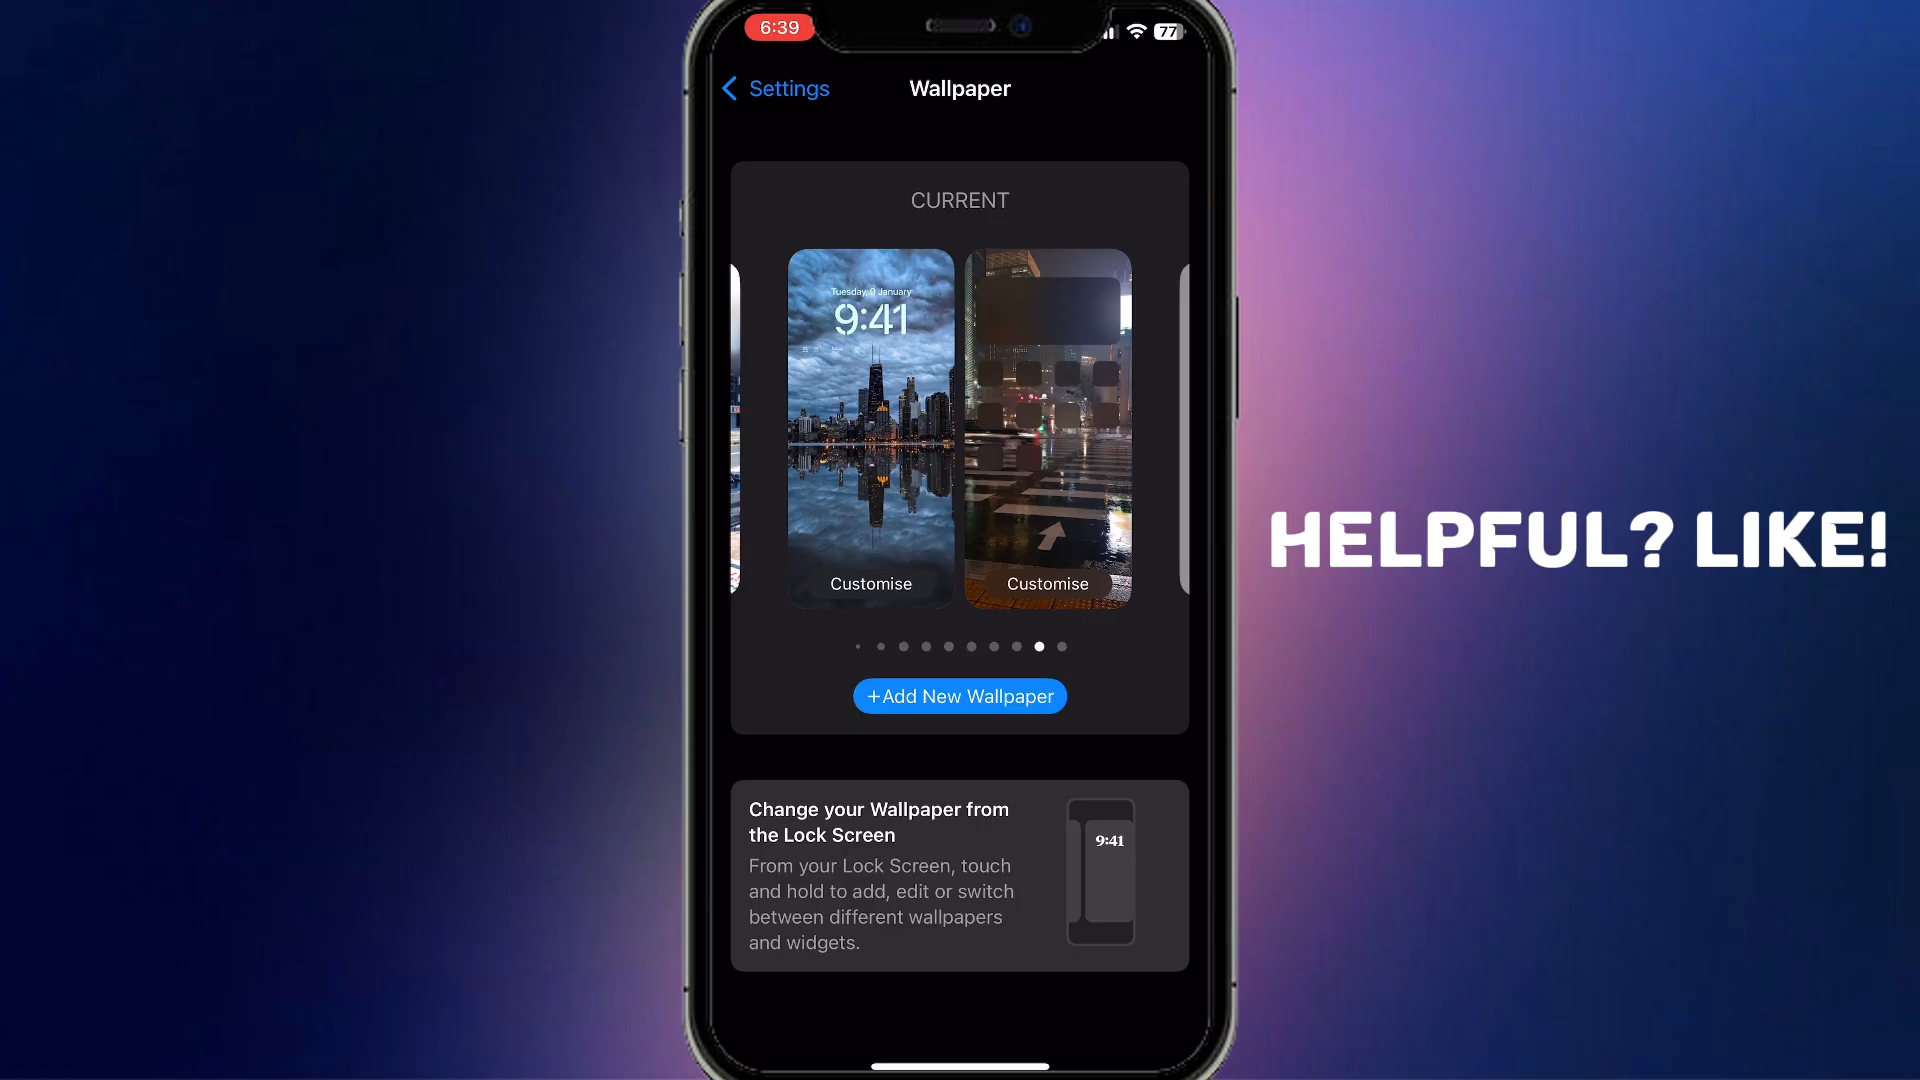 6:39
77
Settings
Wallpaper
CURRENT
Tuesday, 9 January
9:41
Customise
Customise
+Add New Wallpaper
Change your Wallpaper from
the Lock Screen
From your Lock Screen, touch
and hold to add, edit or switch
between different wallpapers
and widgets.
9:41
HELPFUL? LIKE!